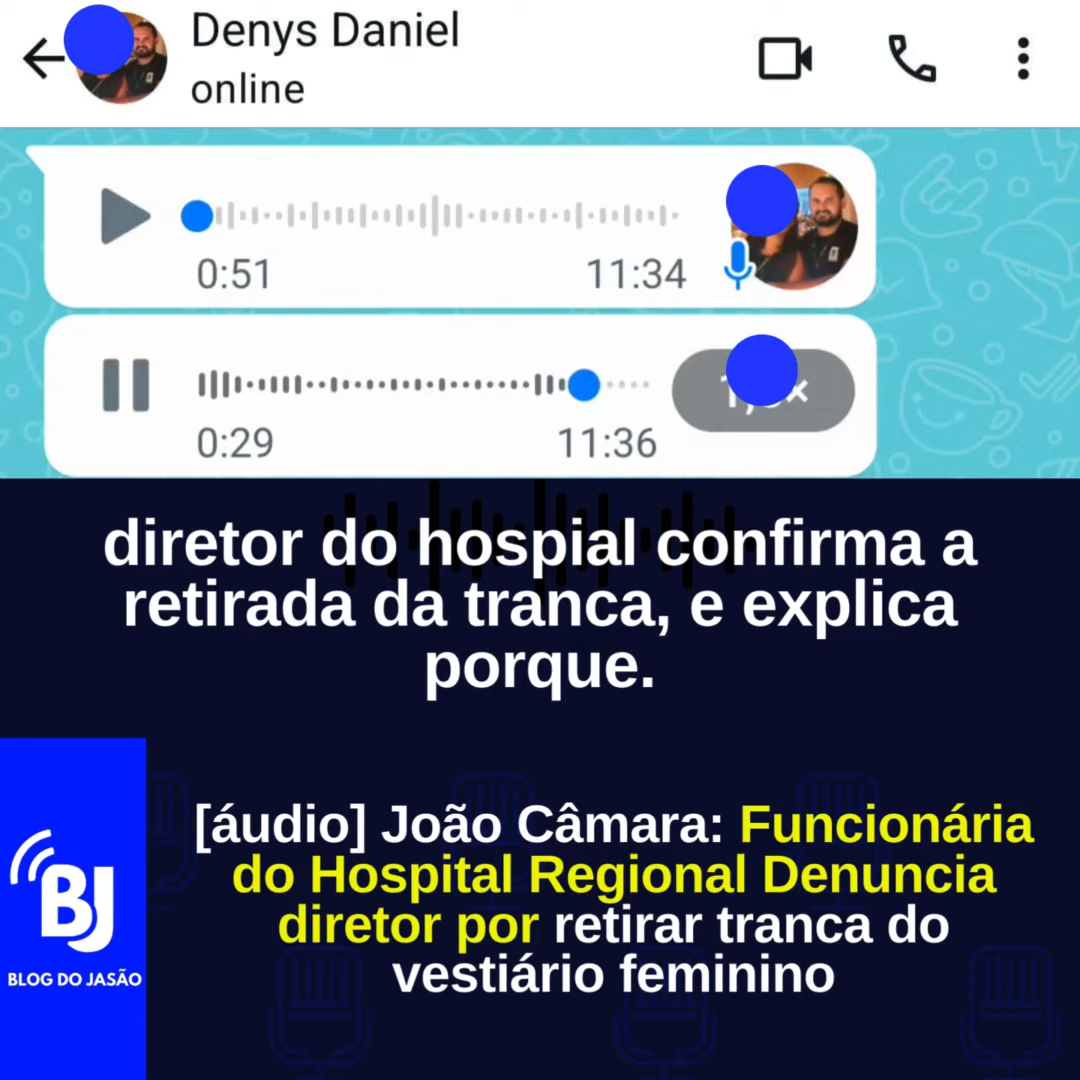 Denys Daniel
online
0:51 11:34
0:29 11:36
diretor do hospial confirma a
retirada da tranca, e explica
porque.
[áudio] João Câmara: Funcionária
do Hospital Regional Denuncia
diretor por retirar tranca do
vestiário feminino
BJ
BLOG DO JASÃO